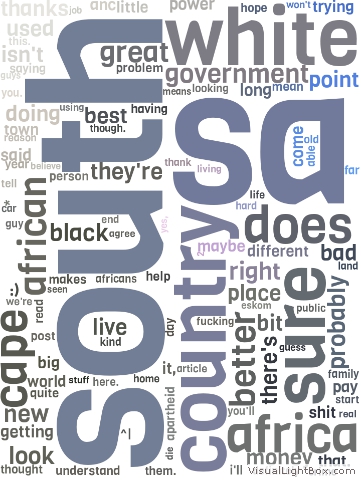 thanks job anc little power hope won't trying
used white
this. great
isn't problem government point
saying
guys means looking long mean
you.
doing using best having
town though.
reason
said they're thank living come old able
year believe far
tell person south sa
life
hard
car african end does
guy black agree yes,
maybe different bad
land
:) seen makes africans help right
we're place eskom public probably
read country
cape live day fucking bit sure
post kind better there's guess
big it, article family
world stuff here. home pay
quite apartheid start
new you'll shit real
getting ^| africa
look die money that.
thought understand them. i'll
VisualLightBox.com